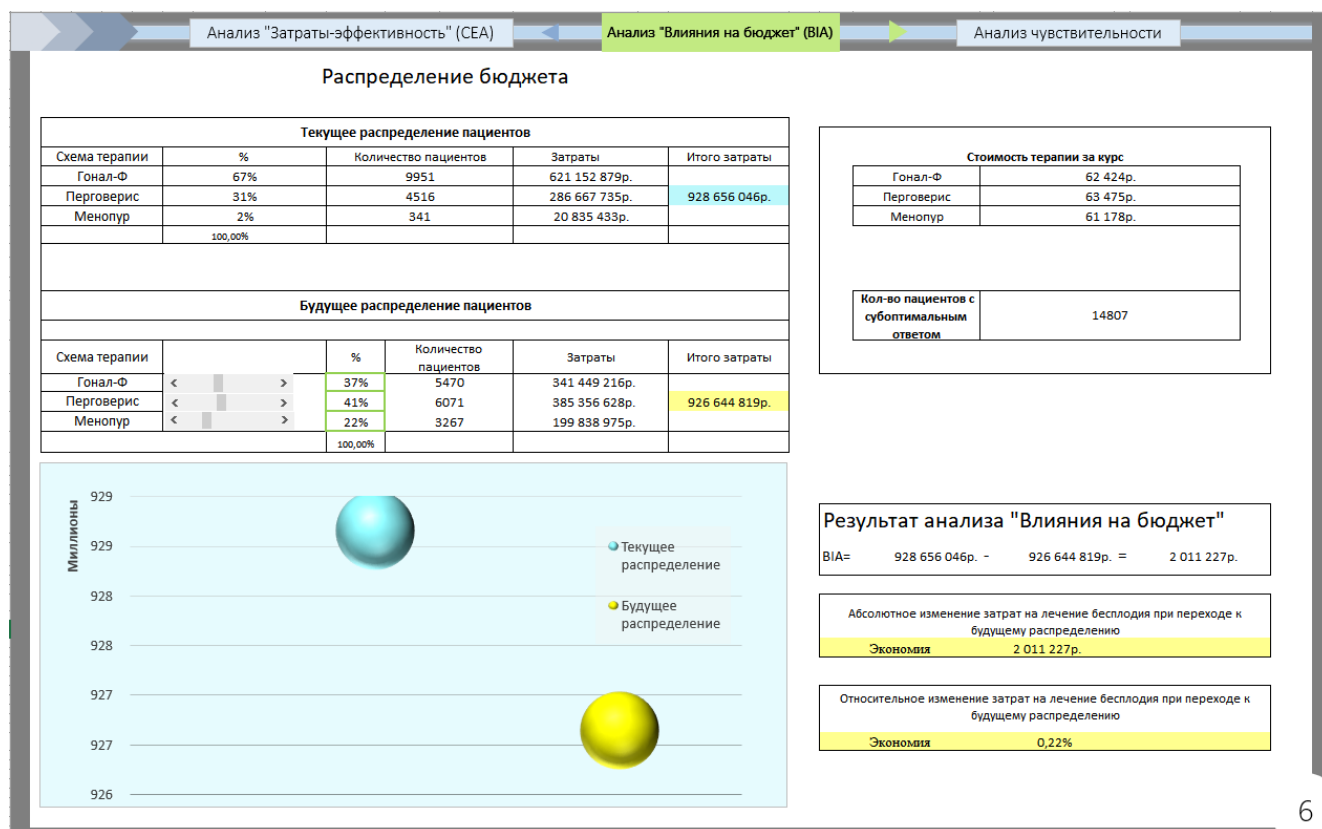 Анализ "Затраты-эффективность" (CEA) Анализ "Влияния на бюджет" (BIA) Анализ чувствительности
Распределение бюджета
Текущее распределение пациентов
Схема терапии % Количество пациентов Затраты Итого затраты
Гонал-Ф 67% 9951 621 152 879р.
Перговерис 31% 4516 286 667 735р. 928 656 046р.
Менопур 2% 341 20 835 433р.
100,00%
Будущее распределение пациентов
Схема терапии % Количество пациентов Затраты Итого затраты
Гонал-Ф 37% 5470 341 449 216р.
Перговерис 41% 6071 385 356 628р. 926 644 819р.
Менопур 22% 3267 199 838 975р.
100,00%
Стоимость терапии за курс
Гонал-Ф 62 424р.
Перговерис 63 475р.
Менопур 61 178р.
Кол-во пациентов с
субоптимальным 14807
ответом
Миллионы
929
929
928
928
927
927
926
Текущее
распределение
Будущее
распределение
Результат анализа "Влияния на бюджет"
BIA= 928 656 046р. - 926 644 819р. = 2 011 227р.
Абсолютное изменение затрат на лечение бесплодия при переходе к
будущему распределению
Экономия 2 011 227р.
Относительное изменение затрат на лечение бесплодия при переходе к
будущему распределению
Экономия 0,22%
6